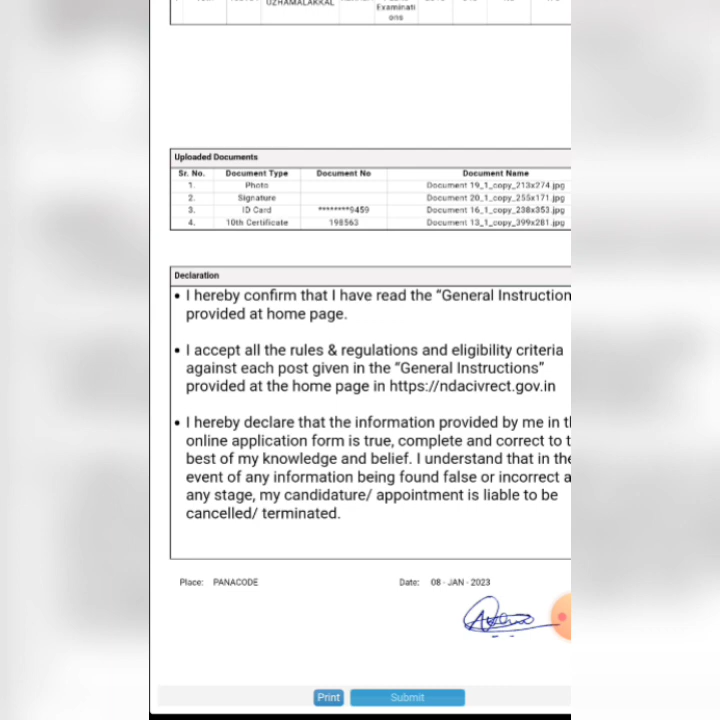 UZHAMALAKKAL
Examinati
ons
Uploaded Documents
Sr. No. Document Type Document No Document Name
1. Photo Document 19_1_copy_213x274.jpg
2. Signature Document 20_1_copy_255x171.jpg
3. ID Card ********9459 Document 16_1_copy_238x353.jpg
4. 10th Certificate 198563 Document 13_1_copy_399x281.jpg
Declaration
• I hereby confirm that I have read the “General Instruction
provided at home page.
• I accept all the rules & regulations and eligibility criteria
against each post given in the “General Instructions”
provided at the home page in https://ndacivrect.gov.in
• I hereby declare that the information provided by me in th
online application form is true, complete and correct to t
best of my knowledge and belief. I understand that in the
event of any information being found false or incorrect a
any stage, my candidature/ appointment is liable to be
cancelled/ terminated.
Place: PANACODE Date: 08 - JAN - 2023
Print Submit